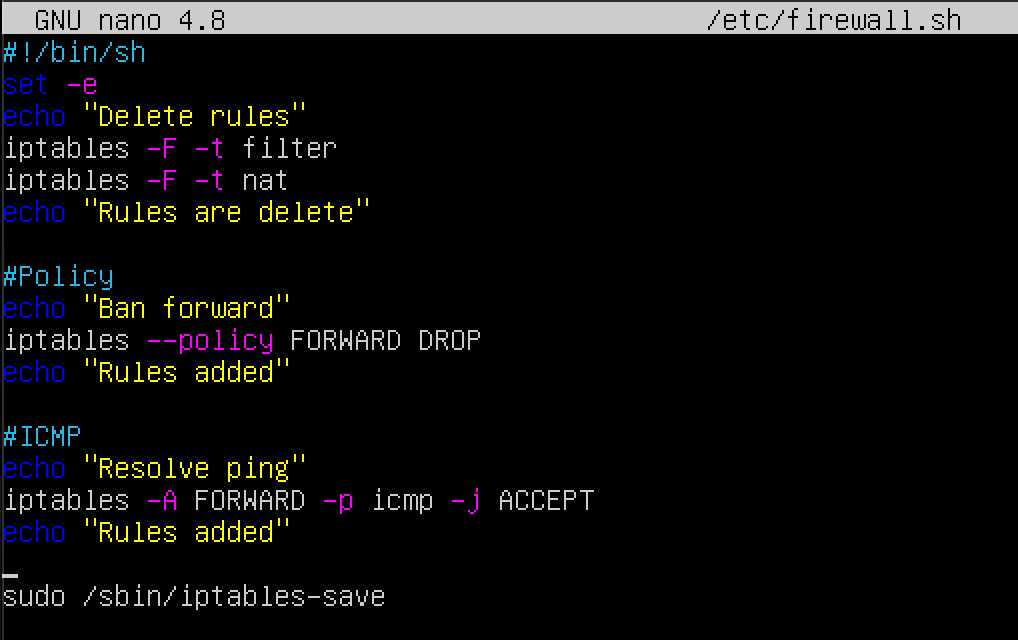 GNU nano 4.8 /etc/firewall.sh
#!/bin/sh
set -e
echo "Delete rules"
iptables -F -t filter
iptables -F -t nat
echo "Rules are delete"
#Policy
echo "Ban forward"
iptables --policy FORWARD DROP
echo "Rules added"
#ICMP
echo "Resolve ping"
iptables -A FORWARD -p icmp -j ACCEPT
echo "Rules added"
sudo /sbin/iptables-save